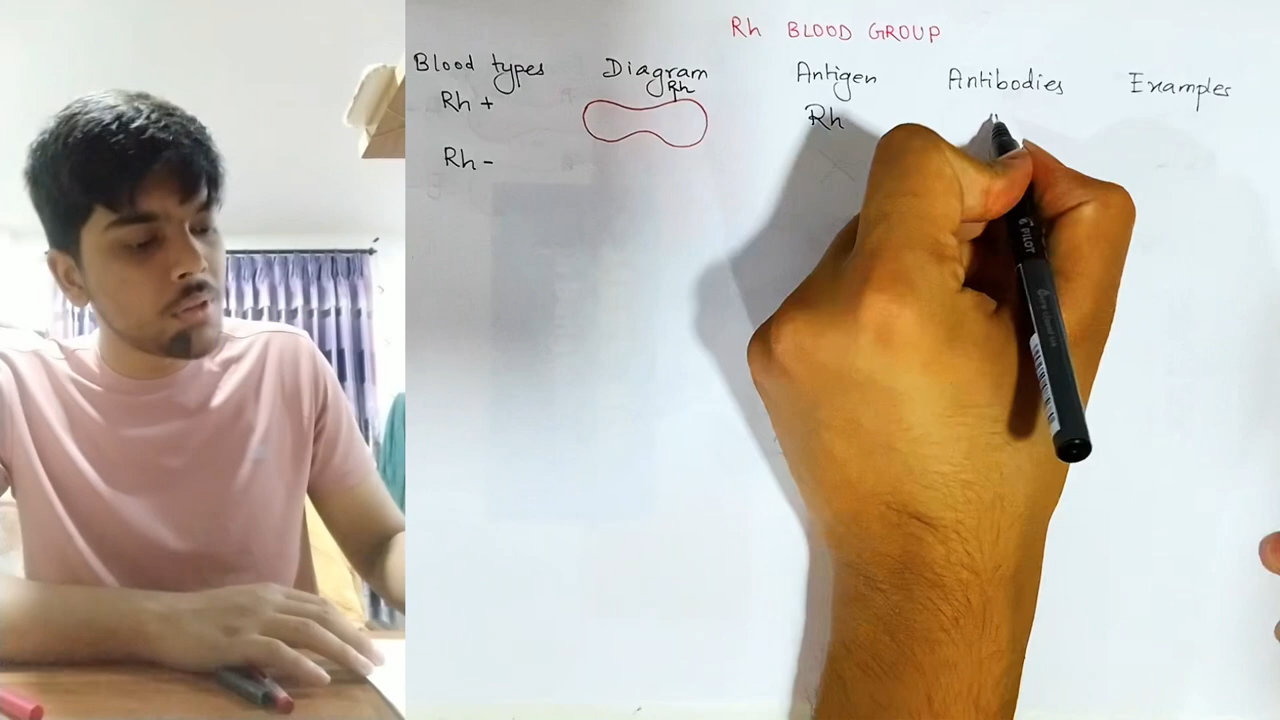 Rh BLOOD GROUP
Blood types Diagram Antigen Antibodies Examples
Rh + Rh Rh
Rh -
PILOT